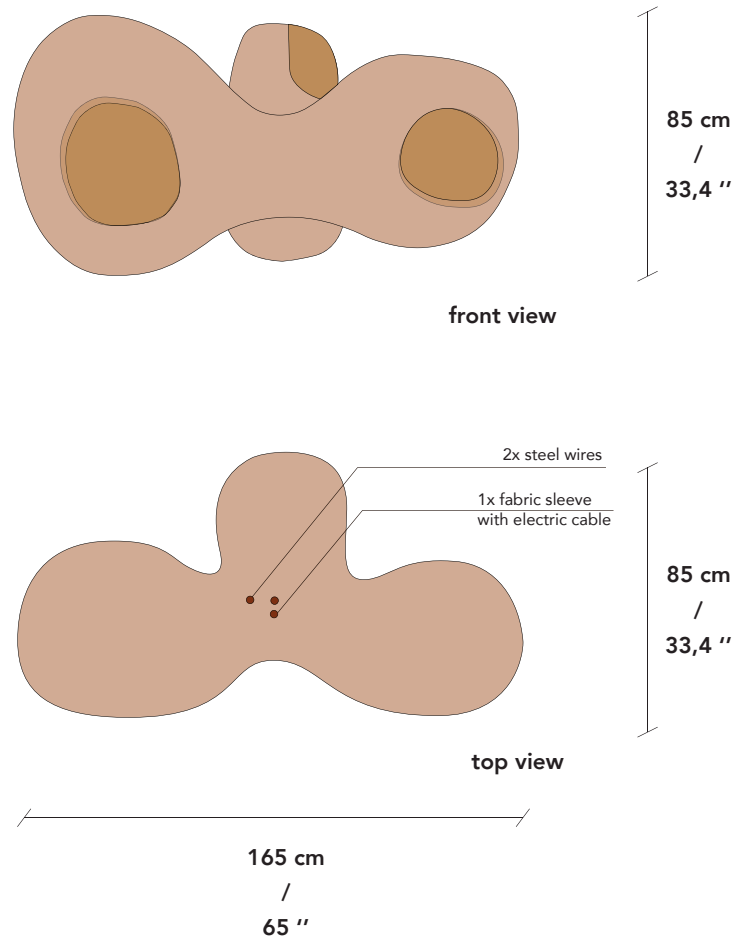 85 cm
/
33,4 ‘’
front view
2x steel wires
1x fabric sleeve
with electric cable
85 cm
/
33,4 ‘’
top view
165 cm
/
65 ‘’